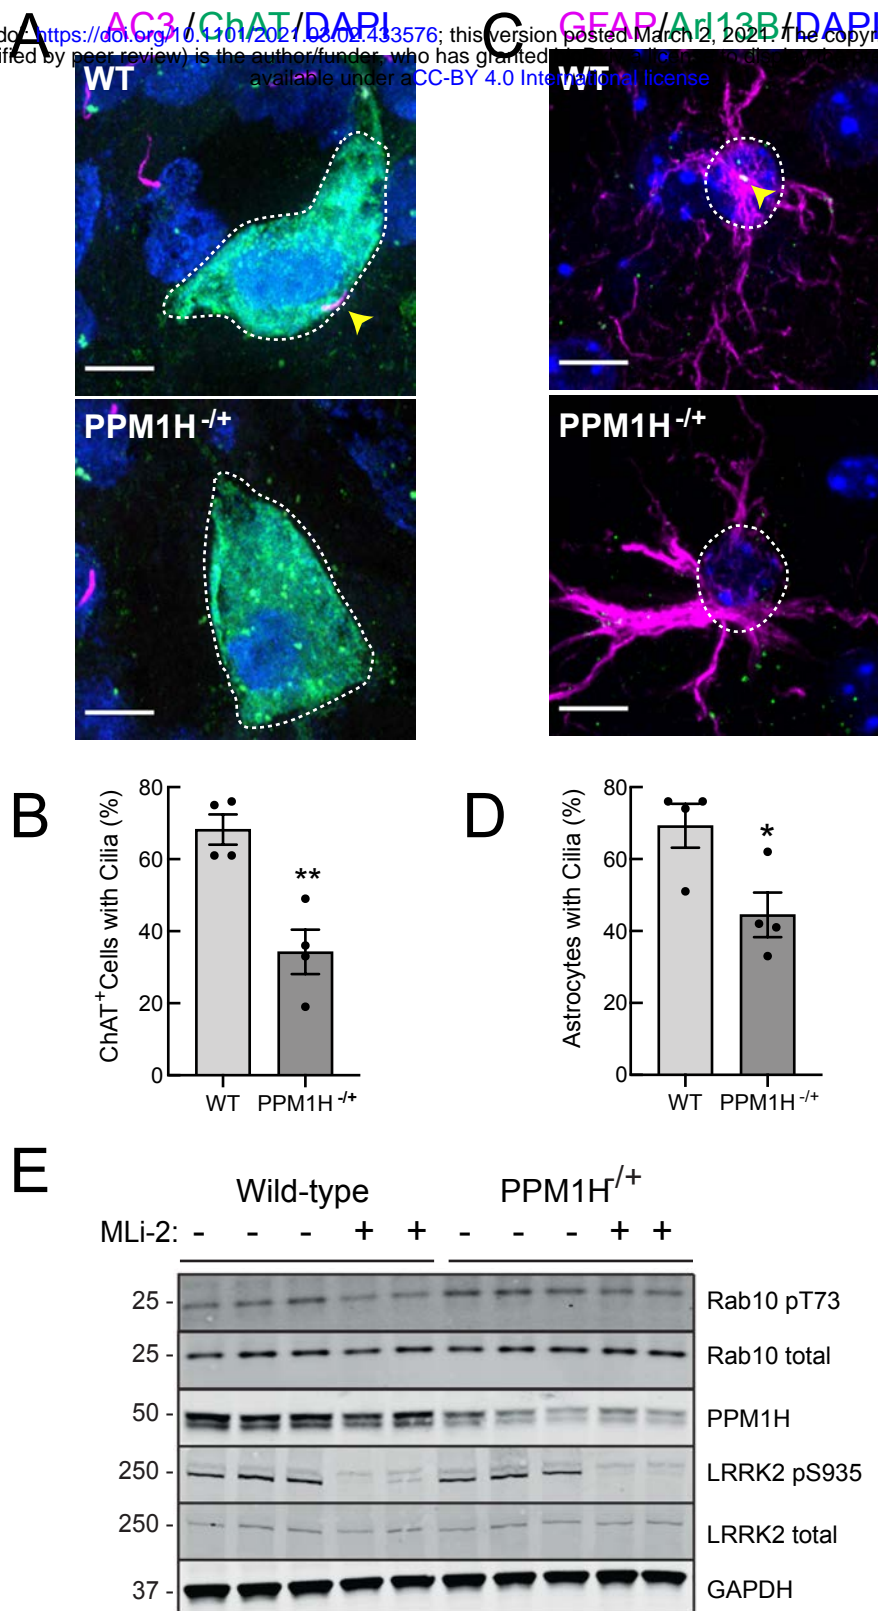 A
AC3 /ChAT /DAPI
C
GFAP/Arl13B/DAPI
doi: https://doi.org/10.1101/2021.03.02.433576; this version posted March 2, 2021. The copyr
ified by peer review) is the author/funder, who has granted
available under aCC-BY 4.0 International license
WT
WT
PPM1H -/+
PPM1H -/+
B
ChAT+Cells with Cilia (%)
80
60
40
20
0
**
WT
PPM1H -/+
D
Astrocytes with Cilia (%)
80
60
40
20
0
*
WT
PPM1H -/+
E
Wild-type PPM1H-/+
MLi-2: - - - + + - - - + +
25 - Rab10 pT73
25 - Rab10 total
50 - PPM1H
250 - LRRK2 pS935
250 - LRRK2 total
37 - GAPDH